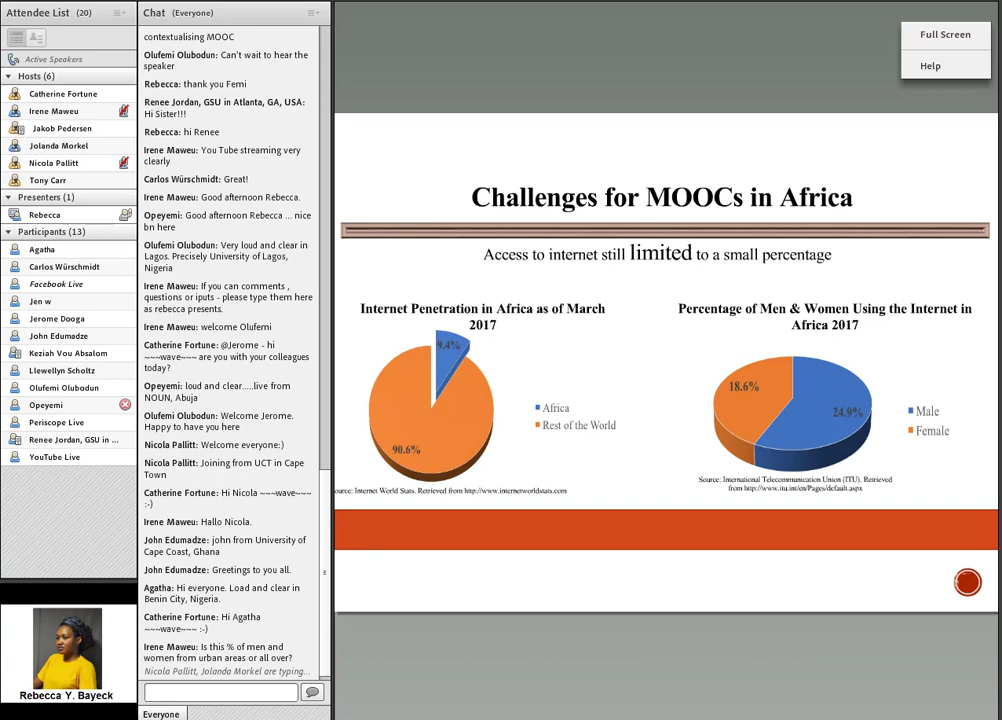 Attendee List (20)
Active Speakers
Hosts (6)
Catherine Fortune
Irene Maweu
Jakob Pedersen
Jolanda Morkel
Nicola Pallitt
Tony Carr
Presenters (1)
Rebecca
Participants (13)
Agatha
Carlos Würschmidt
Facebook Live
Jen w
Jerome Dooga
John Edumadze
Keziah Vou Absalom
Llewellyn Scholtz
Olufemi Olubodun
Opeyemi
Periscope Live
Renee Jordan, GSU in ...
YouTube Live
Rebecca Y. Bayeck
Chat (Everyone)
contextualising MOOC
Olufemi Olubodun: Can't wait to hear the
speaker
Rebecca: thank you Femi
Renee Jordan, GSU in Atlanta, GA, USA:
Hi Sister!!!
Rebecca: hi Renee
Irene Maweu: You Tube streaming very
clearly
Carlos Würschmidt: Great!
Irene Maweu: Good afternoon Rebecca.
Opeyemi: Good afternoon Rebecca ... nice
bn here
Olufemi Olubodun: Very loud and clear in
Lagos. Precisely University of Lagos,
Nigeria
Irene Maweu: If you can comments ,
questions or iputs - please type them here
as rebecca presents.
Irene Maweu: welcome Olufemi
Catherine Fortune: @Jerome - hi
~~~wave~~~ are you with your colleagues
today?
Opeyemi: loud and clear.....live from
NOUN, Abuja
Olufemi Olubodun: Welcome Jerome.
Happy to have you here
Nicola Pallitt: Welcome everyone:)
Nicola Pallitt: Joining from UCT in Cape
Town
Catherine Fortune: Hi Nicola ~~~wave~~~
:-)
Irene Maweu: Hallo Nicola.
John Edumadze: john from University of
Cape Coast, Ghana
John Edumadze: Greetings to you all.
Agatha: Hi everyone. Load and clear in
Benin City, Nigeria.
Catherine Fortune: Hi Agatha
~~~wave~~~ :-)
Irene Maweu: Is this % of men and
women from urban areas or all over?
Nicola Pallitt, Jolanda Morkel are typing...
Everyone
Full Screen
Help
Challenges for MOOCs in Africa
Access to internet still limited to a small percentage
Internet Penetration in Africa as of March
2017
9.4%
90.6%
Africa
Rest of the World
ource: Internet World Stats. Retrieved from http://www.internetworldstats.com
Percentage of Men & Women Using the Internet in
Africa 2017
18.6%
24.9%
Male
Female
Source: International Telecommunication Union (ITU). Retrieved
from http://www.itu.int/en/Pages/default.aspx